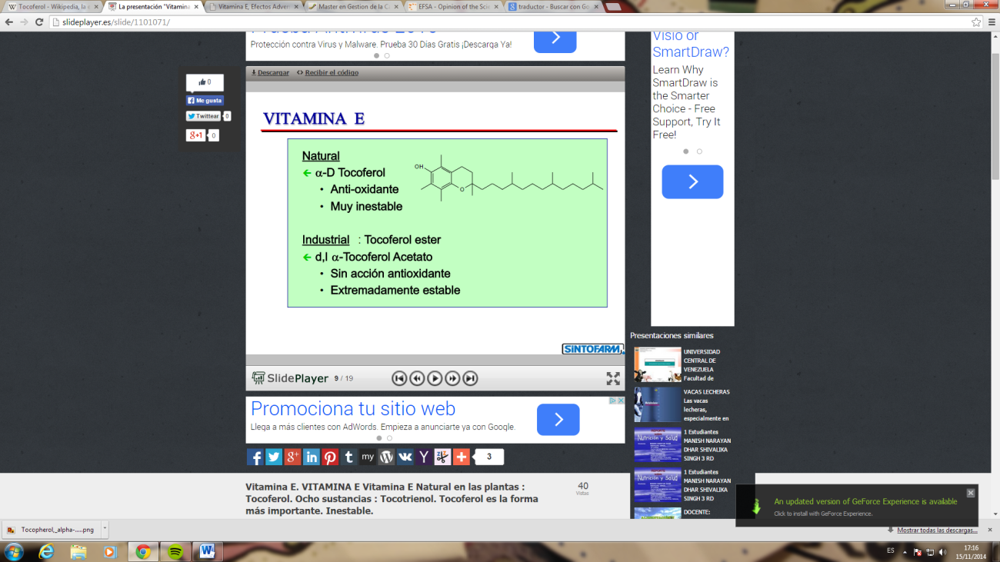 Tocoferol - Wikipedia, la e
La presentación "Vitamina
Vitamina E, Efectos Adver
Master en Gestion de la C
EFSA - Opinion of the Scie
traductor - Buscar con Go
slideplayer.es/slide/1101071/
Protección contra Virus y Malware. Prueba 30 Días Gratis ¡Descarga Ya!
Descargar
Recibir el código
0
Me gusta
Twittear
0
g+1
0
VITAMINA E
Natural
α-D Tocoferol
• Anti-oxidante
• Muy inestable
OH
O
Industrial : Tocoferol ester
d,l α-Tocoferol Acetato
• Sin acción antioxidante
• Extremadamente estable
SINTOFARM
SlidePlayer
9 / 19
Promociona tu sitio web
Llega a más clientes con AdWords. Empieza a anunciarte ya con Google.
my
3
Vitamina E. VITAMINA E Vitamina E Natural en las plantas :
Tocoferol. Ocho sustancias : Tocotrienol. Tocoferol es la forma
más importante. Inestable.
40
Vistas
Visio or
SmartDraw?
Learn Why
SmartDraw is
the Smarter
Choice - Free
Support, Try It
Free!
Presentaciones similares
UNIVERSIDAD
CENTRAL DE
VENEZUELA
Facultad de
VACAS LECHERAS
Las vacas
lecheras,
especialmente en
Nutrición y Salud
1 Estudiantes
MANISH NARAYAN
DHAR SHIVALIKA
SINGH 3 RD
Nutrición y Salud
1 Estudiantes
MANISH NARAYAN
DHAR SHIVALIKA
SINGH 3 RD
DOCENTE:
An updated version of GeForce Experience is available
Click to install with GeForce Experience.
Tocopherol,_alpha-.....png
Mostrar todas las descargas...
ES
17:16
15/11/2014